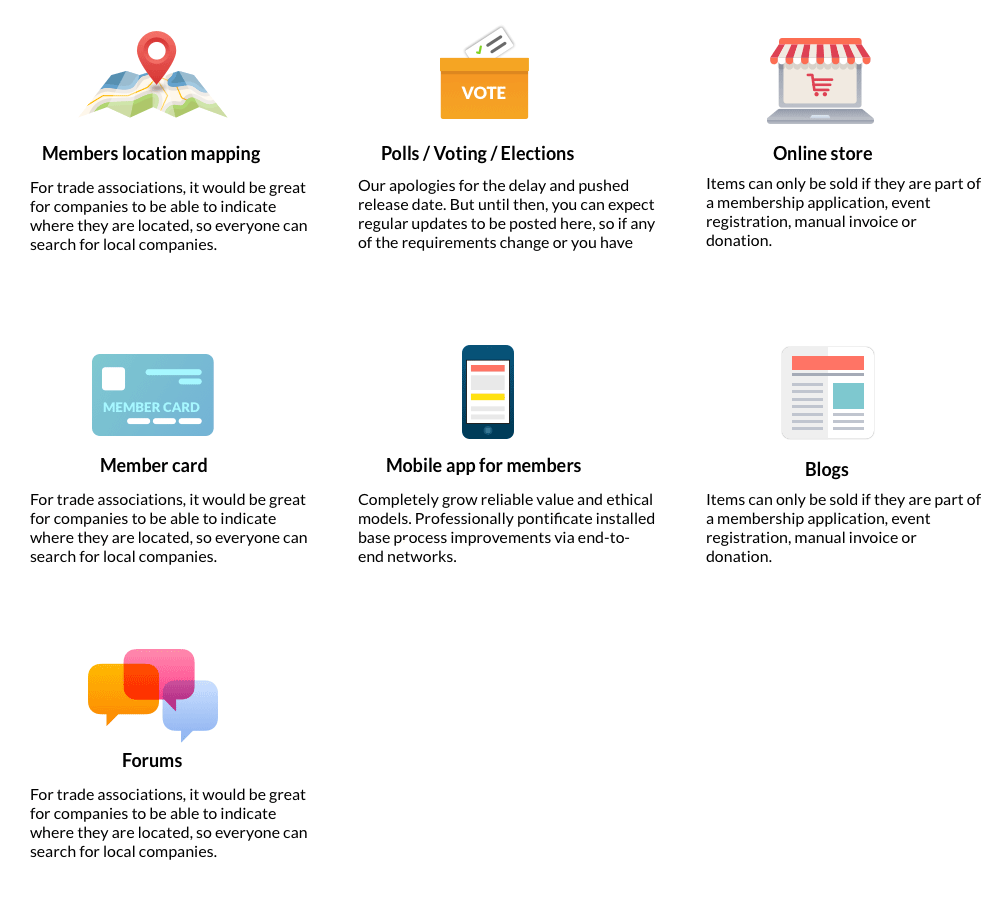 VOTE
Members location mapping
For trade associations, it would be great
for companies to be able to indicate
where they are located, so everyone can
search for local companies.
Polls / Voting / Elections
Our apologies for the delay and pushed
release date. But until then, you can expect
regular updates to be posted here, so if any
of the requirements change or you have
Online store
Items can only be sold if they are part of
a membership application, event
registration, manual invoice or
donation.
MEMBER CARD
Member card
For trade associations, it would be great
for companies to be able to indicate
where they are located, so everyone can
search for local companies.
Mobile app for members
Completely grow reliable value and ethical
models. Professionally pontificate installed
base process improvements via end-to-
end networks.
Blogs
Items can only be sold if they are part of
a membership application, event
registration, manual invoice or
donation.
Forums
For trade associations, it would be great
for companies to be able to indicate
where they are located, so everyone can
search for local companies.